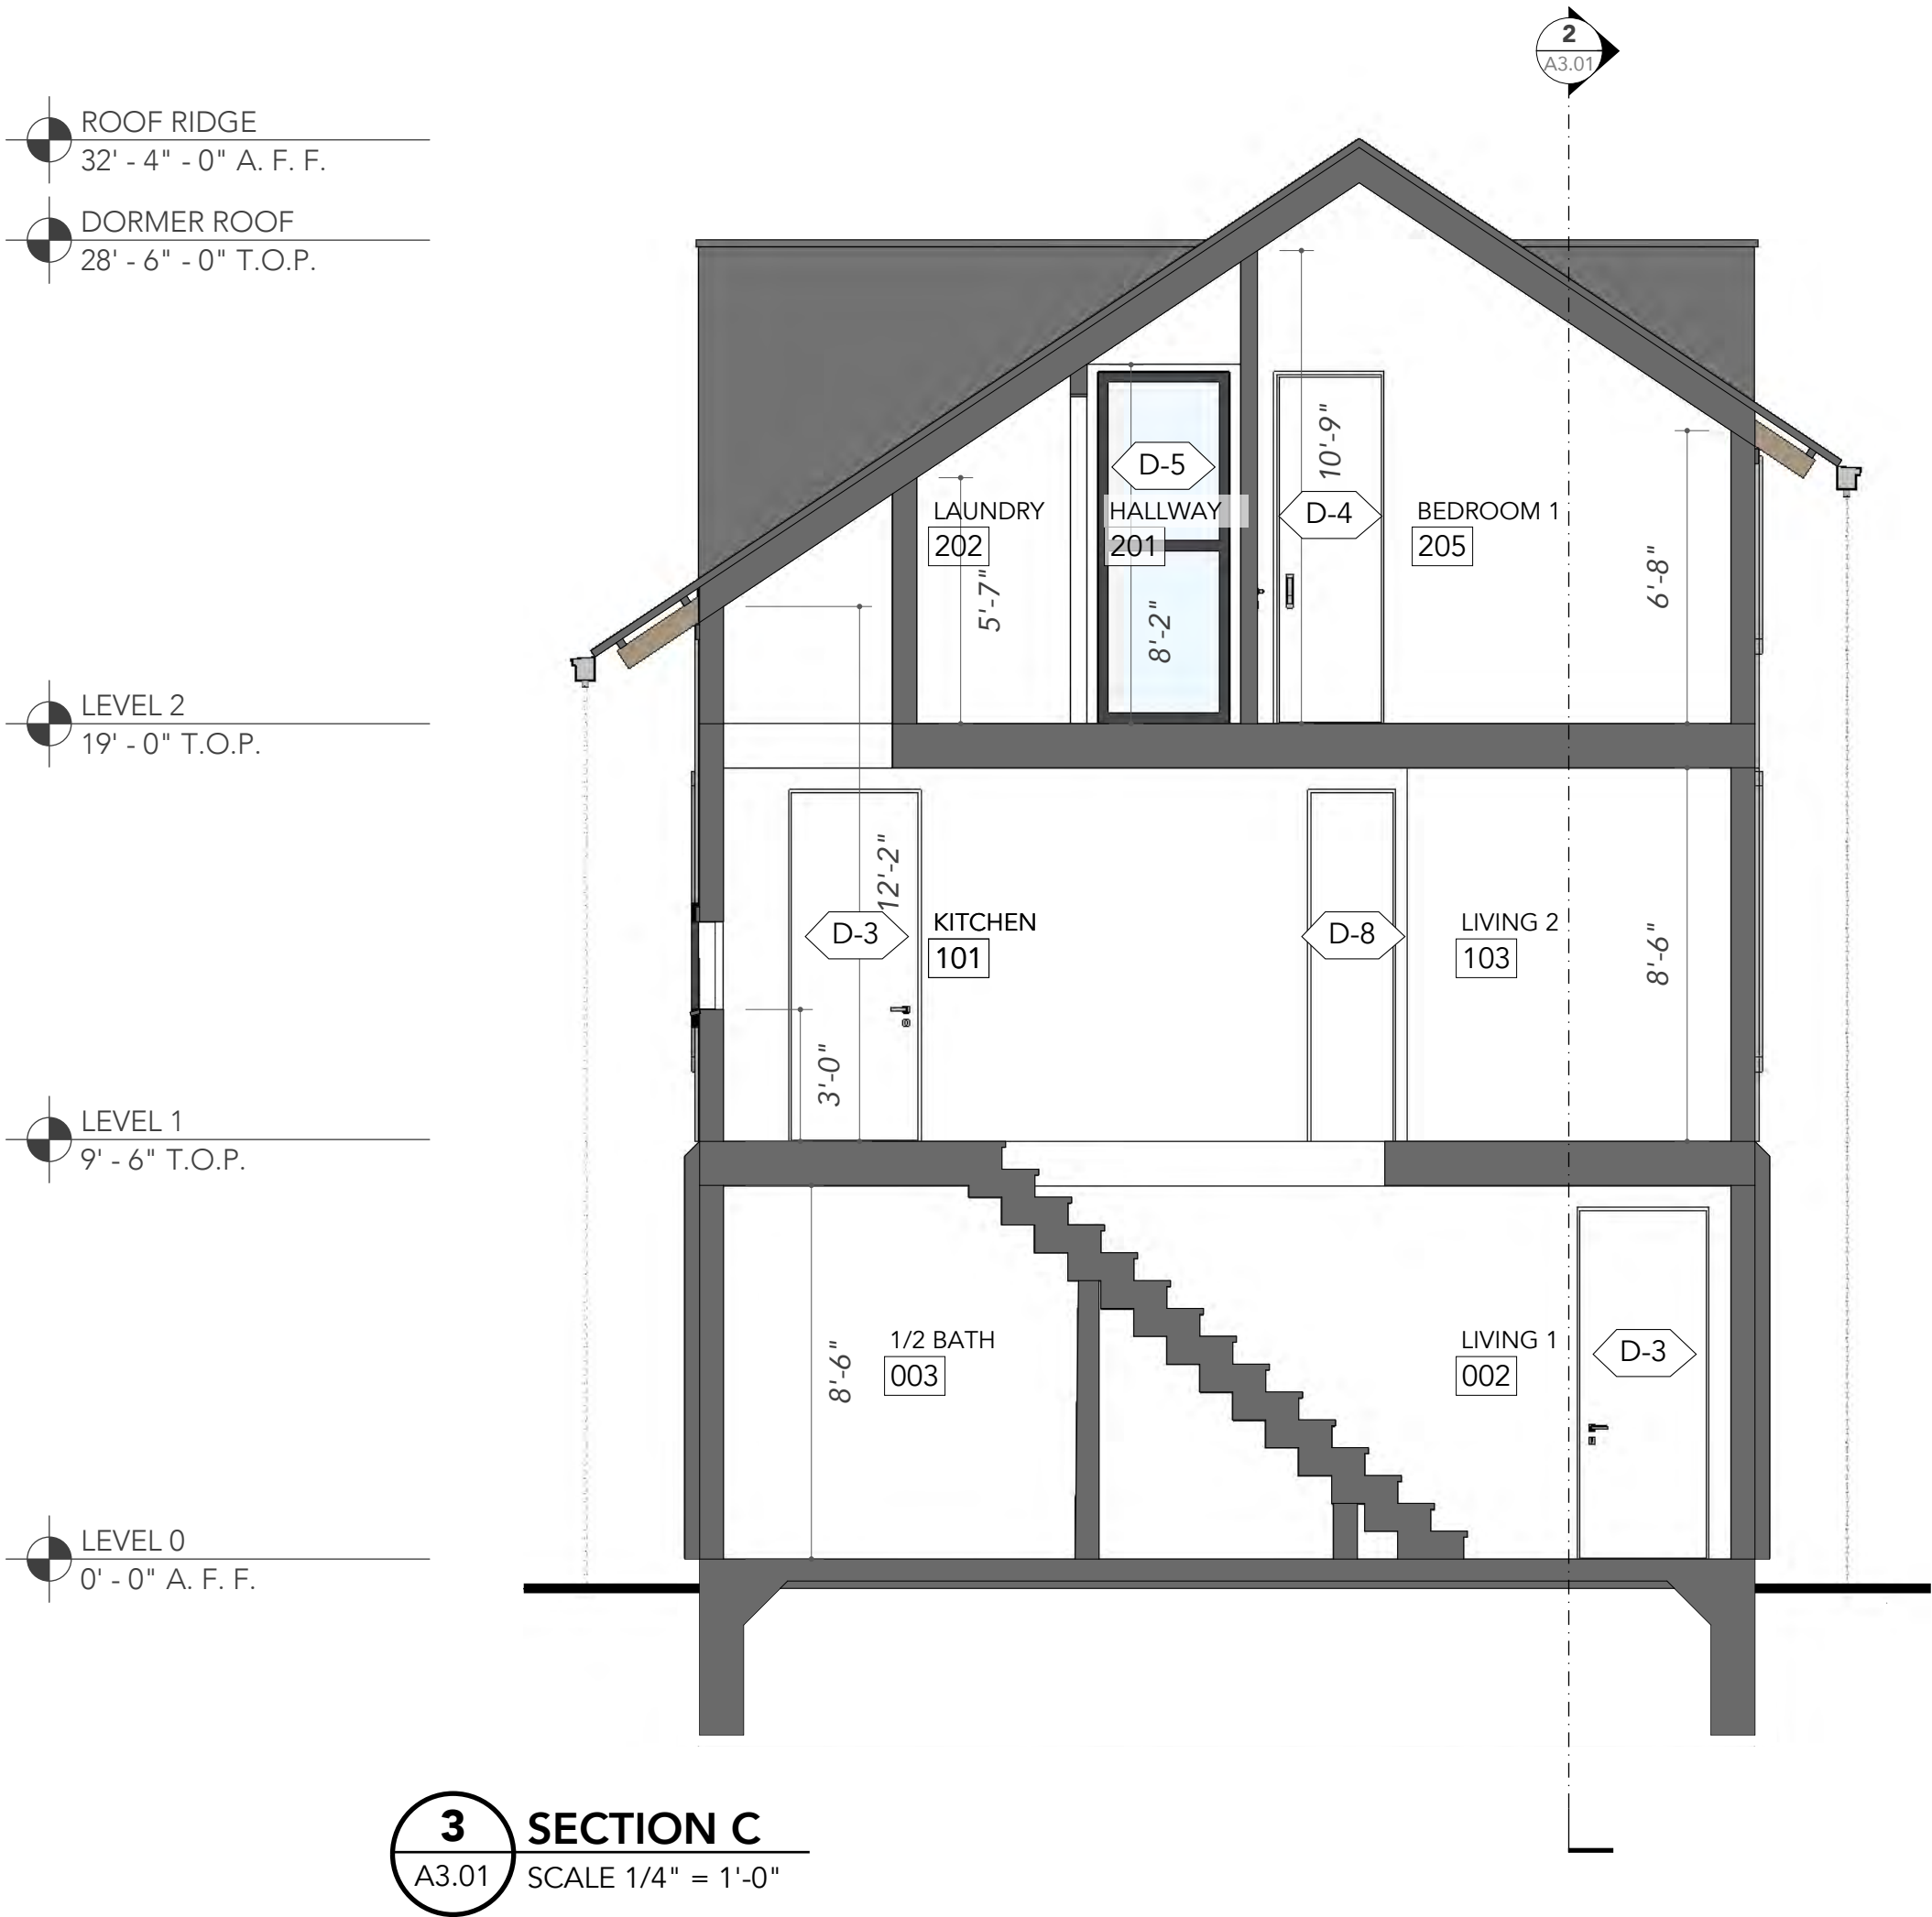 2
A3.01
ROOF RIDGE
32' - 4" - 0" A. F. F.
DORMER ROOF
28' - 6" - 0" T.O.P.
10'-9"
D-5
LAUNDRY
202
HALLWAY
201
D-4
BEDROOM 1
205
5'-7"
8'-2"
6'-8"
LEVEL 2
19' - 0" T.O.P.
12'-2"
D-3
KITCHEN
101
D-8
LIVING 2
103
8'-6"
3'-0"
LEVEL 1
9' - 6" T.O.P.
8'-6"
1/2 BATH
003
LIVING 1
002
D-3
LEVEL 0
0' - 0" A. F. F.
3
A3.01
SECTION C
SCALE 1/4" = 1'-0"